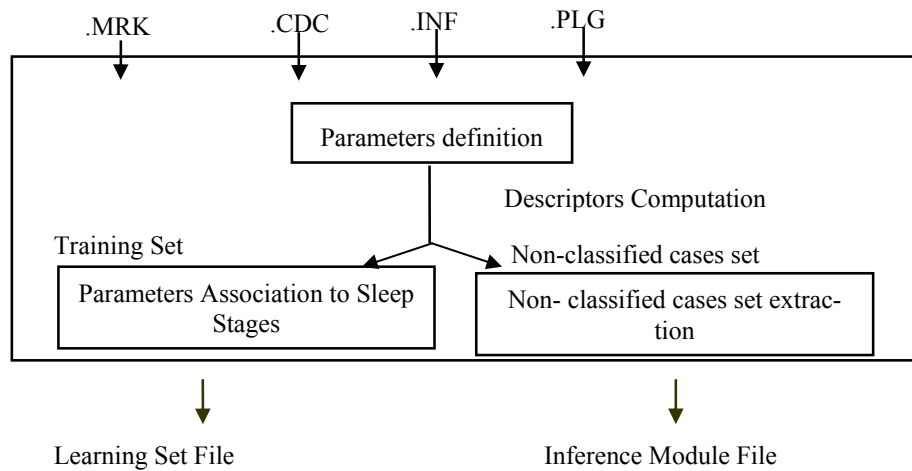 .MRK .CDC .INF .PLG
Parameters definition
Descriptors Computation
Training Set
Non-classified cases set
Parameters Association to Sleep
Stages
Non- classified cases set extrac-
tion
Learning Set File
Inference Module File